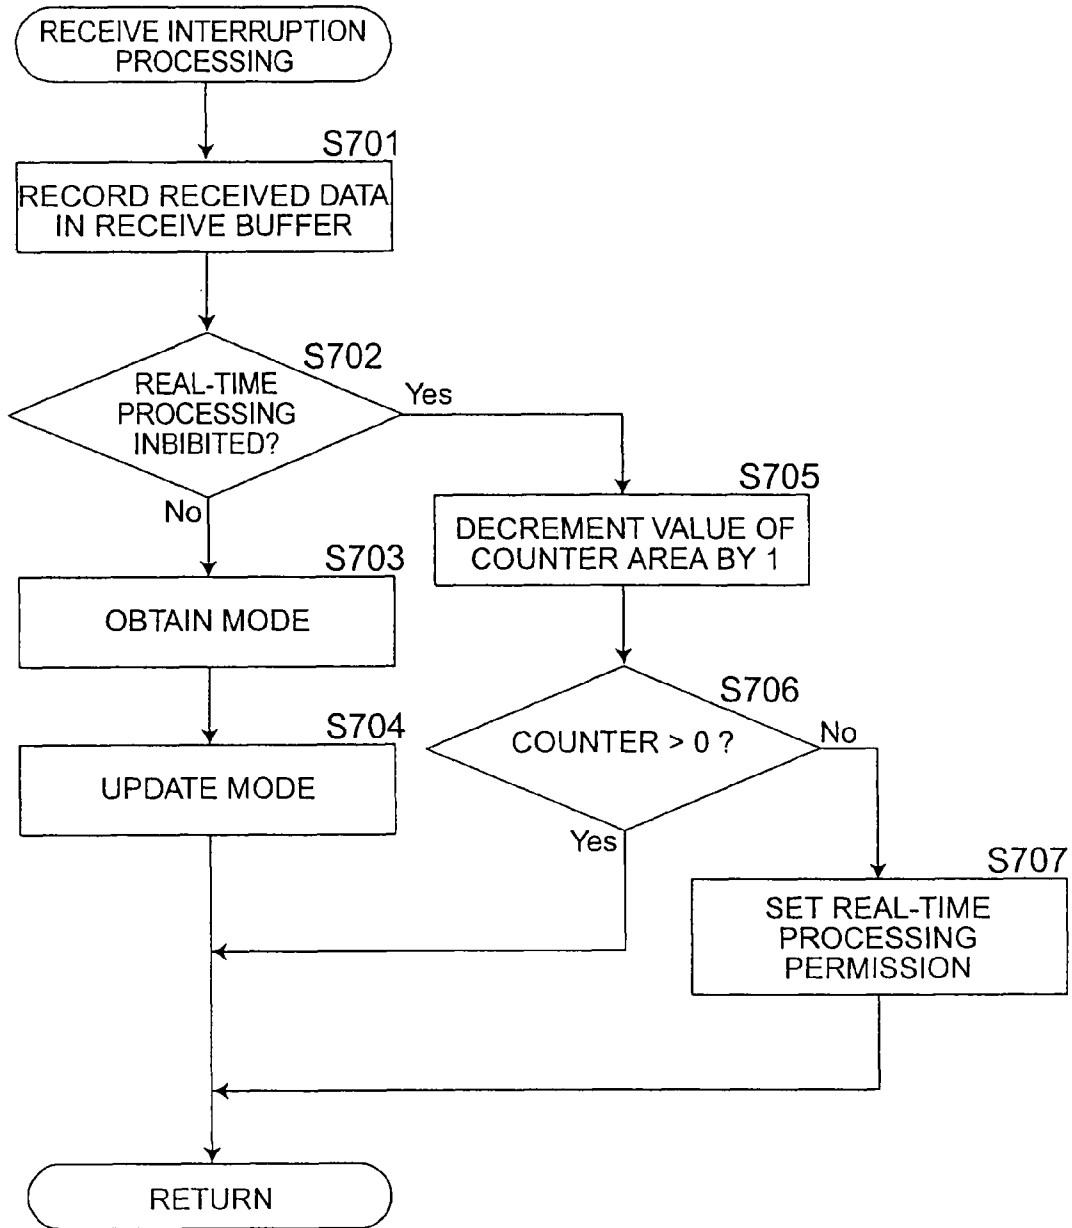 RECEIVE INTERRUPTION
PROCESSING
S701
RECORD RECEIVED DATA
IN RECEIVE BUFFER
S702
REAL-TIME
PROCESSING
INBIBITED?
Yes
No
S703
OBTAIN MODE
S704
UPDATE MODE
S705
DECREMENT VALUE OF
COUNTER AREA BY 1
S706
COUNTER > 0 ?
No
Yes
S707
SET REAL-TIME
PROCESSING
PERMISSION
RETURN